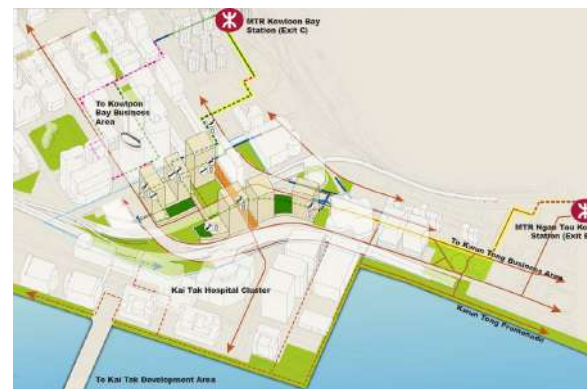 MTR Kowloon Bay
Station (Exit C)
To Kowloon
Bay Business
Area
MTR Ngau Tau Ko
Station (Exit B
To Kwun Tong Business Area
Kai Tak Hospital Cluster
Kwun Tong Promenade
To Kai Tak Development Area